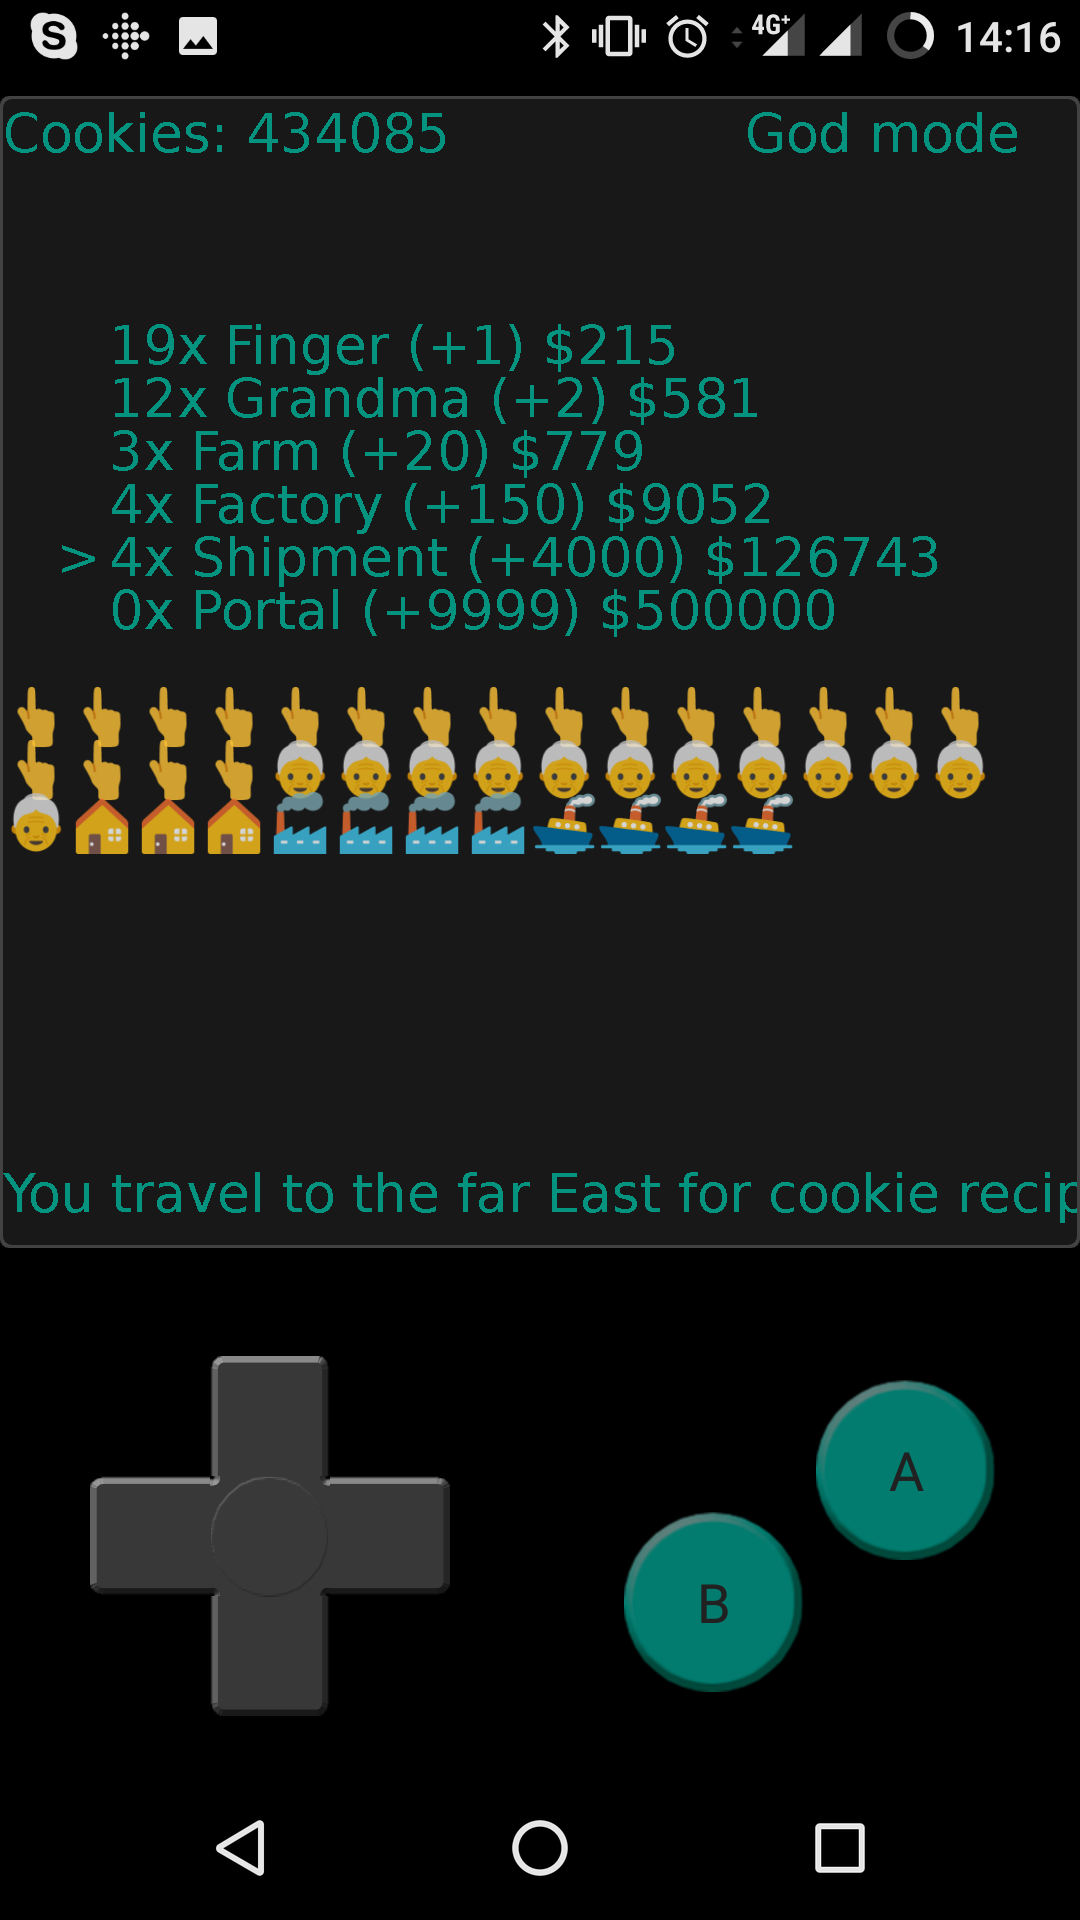 4G+ 14:16
Cookies: 434085 God mode
19x Finger (+1) $215
12x Grandma (+2) $581
3x Farm (+20) $779
4x Factory (+150) $9052
>4x Shipment (+4000) $126743
0x Portal (+9999) $500000
You travel to the far East for cookie recip
A
B